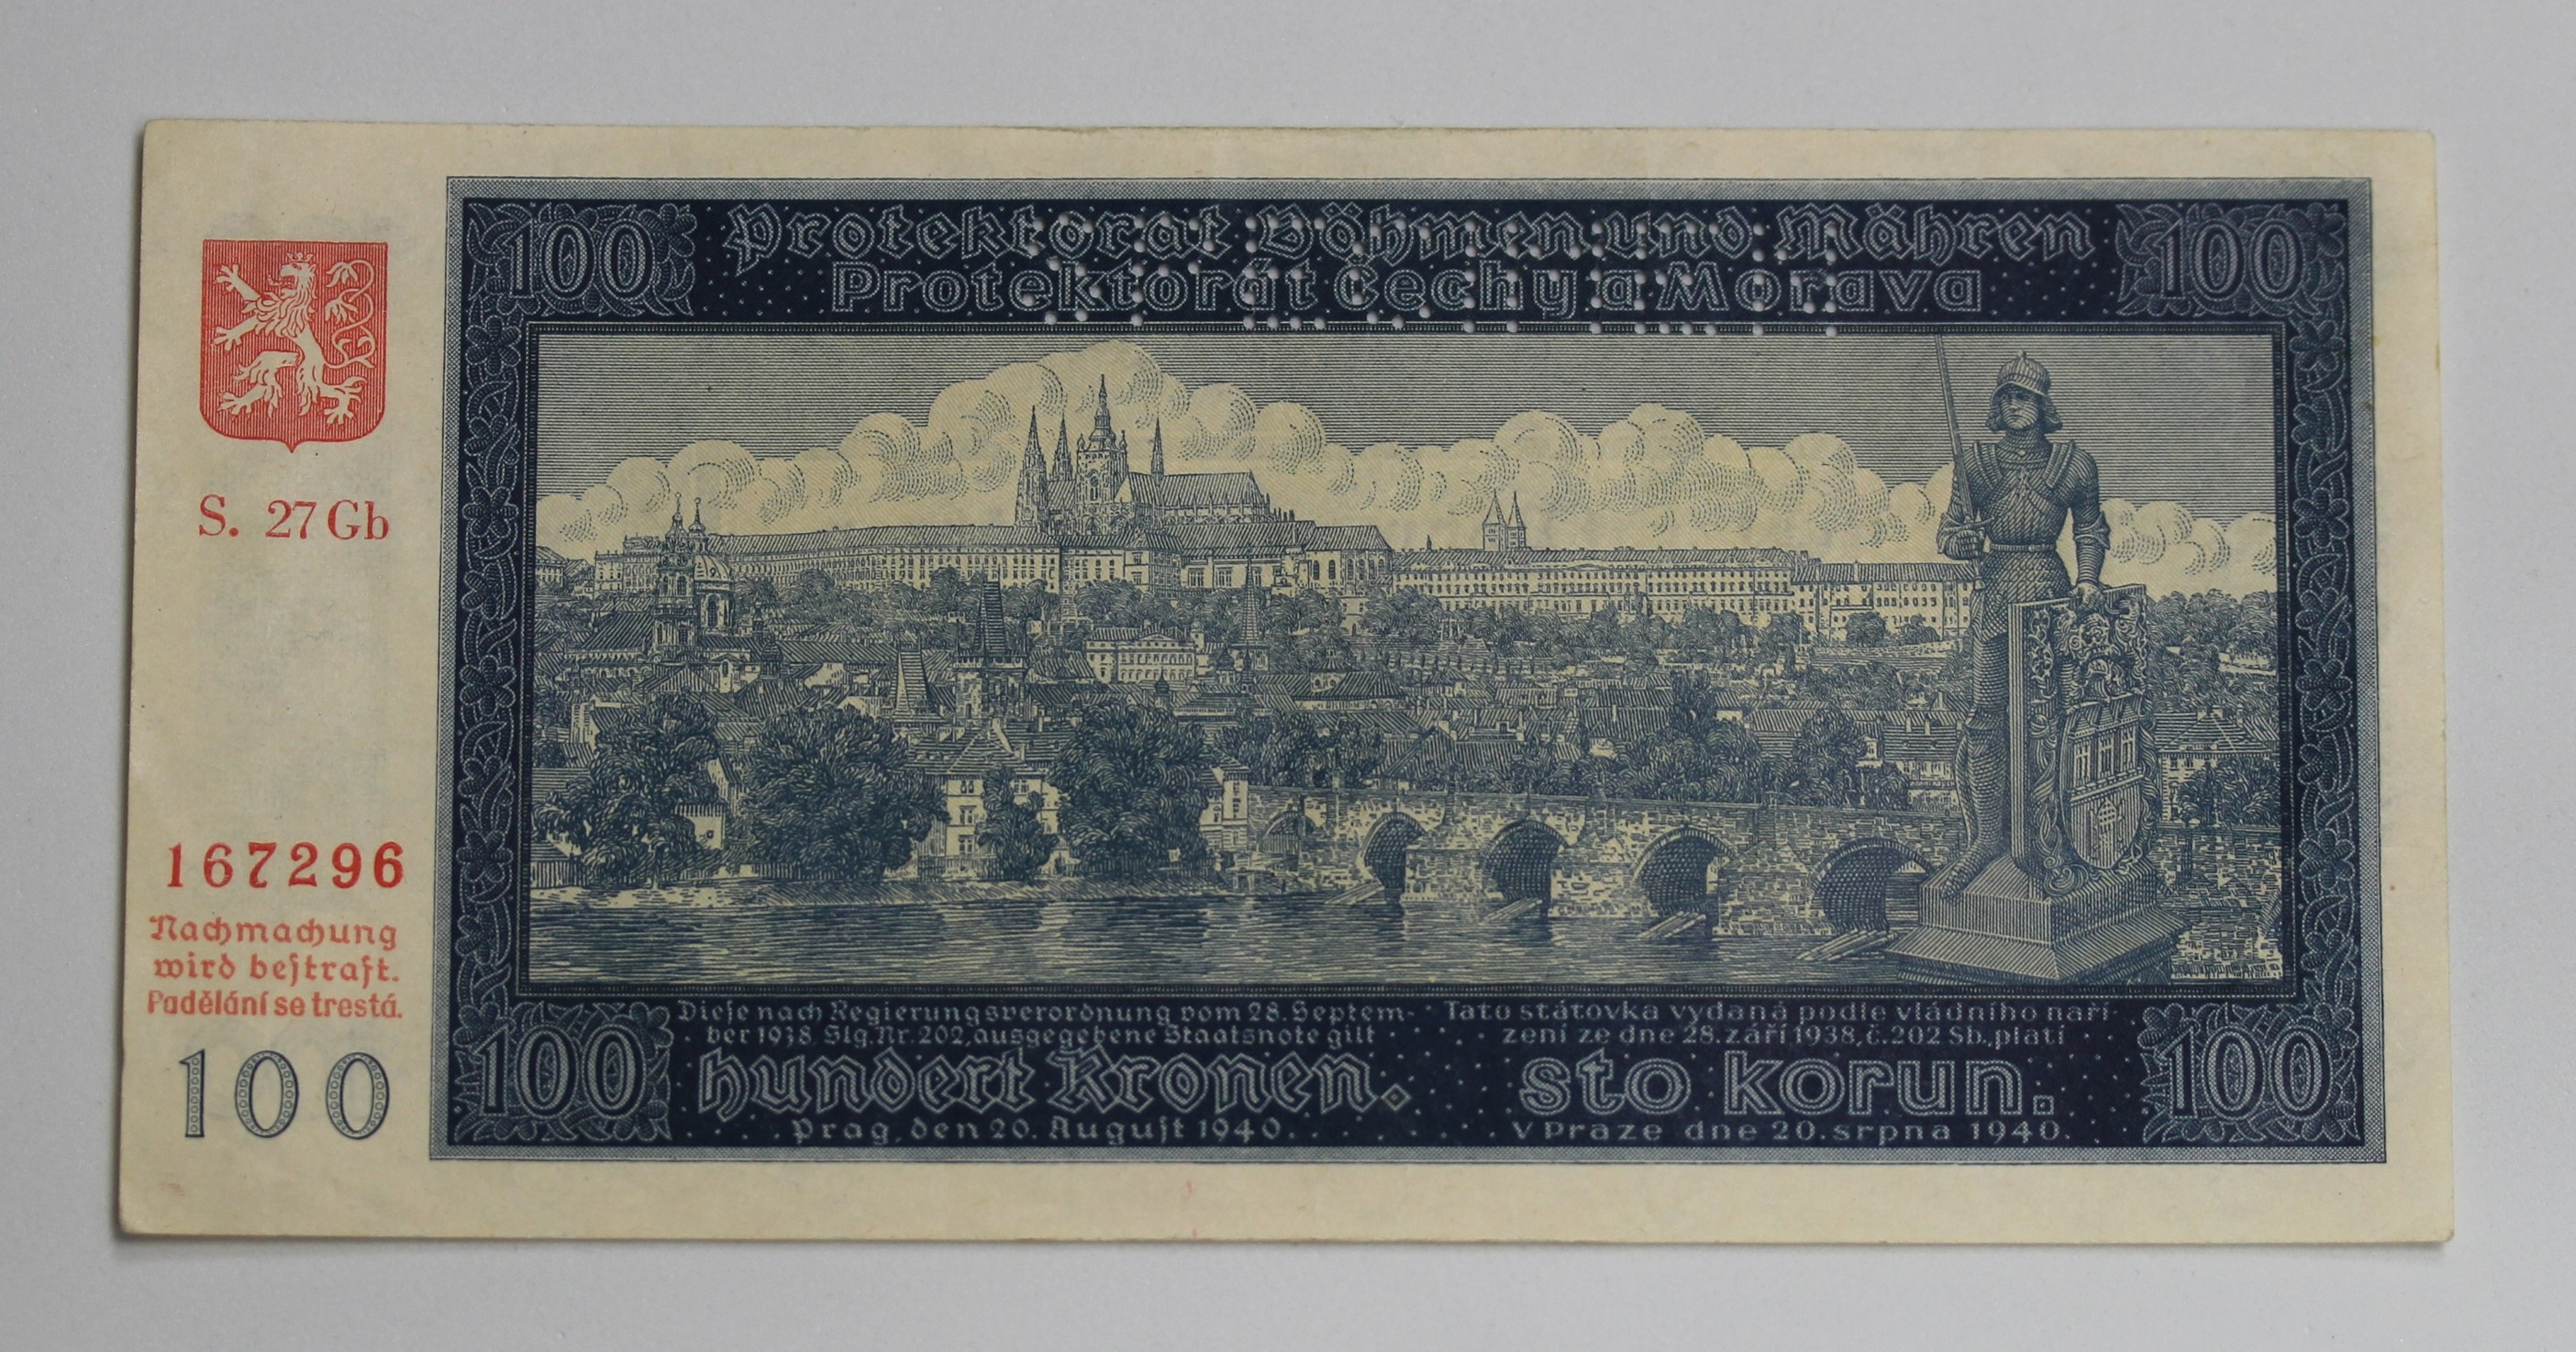 100
Protektorat Böhmen und Mähren
Protektorát Čechy a Morava
100
S. 27 Gb
167296
Nachmachung
wird bestraft.
Padělání se trestá.
100
100
Diese nach Regierungsverordnung vom 28. Septem-
ber 1938 Slg. Nr. 202, ausgegebene Staatsnote gilt
hundert Kronen.
Prag, den 20. August 1940.
Tato státovka vydaná podle vládního naří-
zení ze dne 28. září 1938, č. 202 Sb. platí
sto korun.
V Praze dne 20. srpna 1940.
100